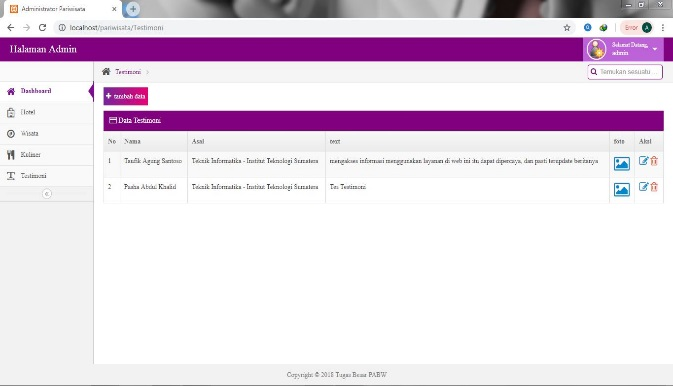 Administrator Pariwisata
localhost/pariwisata/Testimoni
Error
A
Halaman Admin
Selamat Datang,
admin
Testimoni
Temukan sesuatu ...
Dashboard
Hotel
Wisata
Kuliner
Testimoni
+ tambah data
Data Testimoni
No Nama Asal text foto Aksi
1 Taufik Agung Santoso Teknik Informatika - Institut Teknologi Sumatera mengakses informasi menggunakan layanan di web ini itu dapat dipercaya, dan pasti terupdate beritanya
2 Pasha Abdul Khalid Teknik Informatika - Institut Teknologi Sumatera Tes Testimoni
Copyright © 2018 Tugas Besar PABW